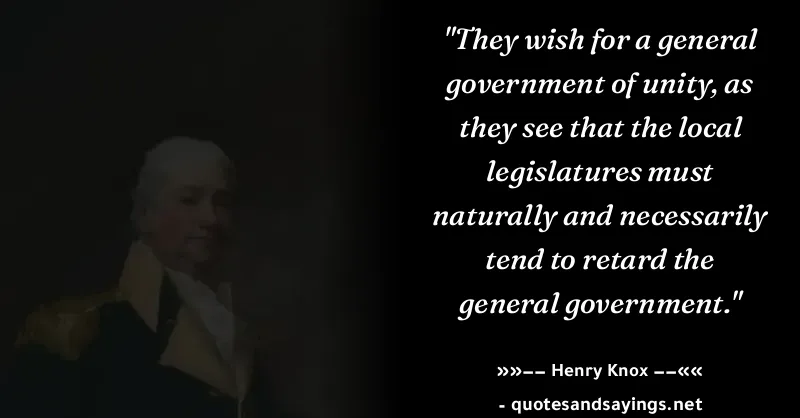 "They wish for a general
government of unity, as
they see that the local
legislatures must
naturally and necessarily
tend to retard the
general government."
»»–– Henry Knox ––««
- quotesandsayings.net